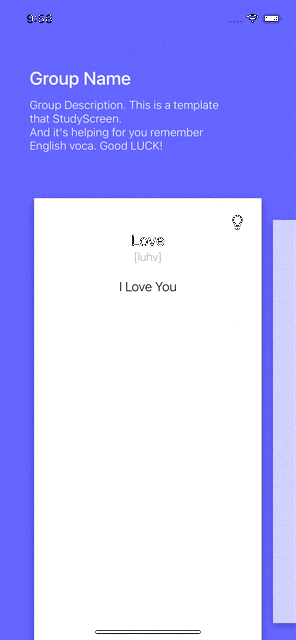 9:58
Group Name
Group Description. This is a template
that StudyScreen.
And it's helping for you remember
English voca. Good LUCK!
Love
[luhv]
I Love You